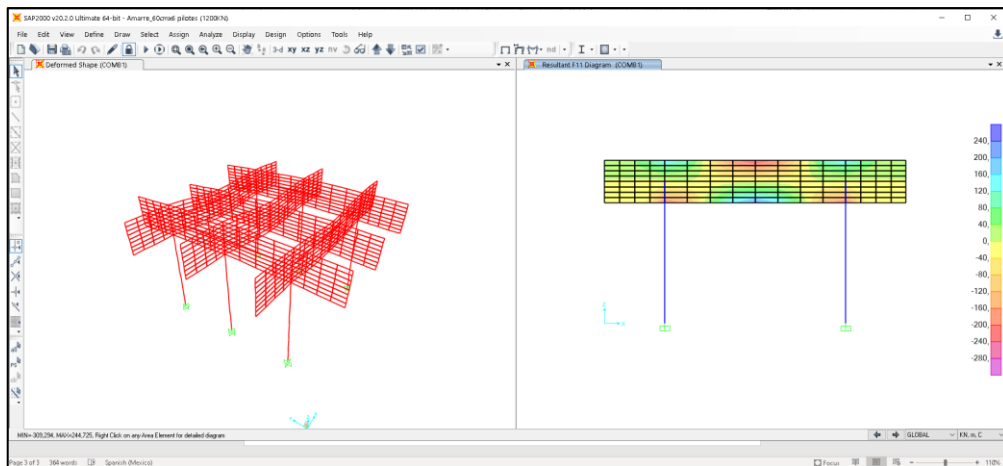 SAP2000 v20.2.0 Ultimate 64-bit - Amarre_60cmx6 pilotes (1200KN)
File Edit View Define Draw Select Assign Analyze Display Design Options Tools Help
3-d xy xz yz nv
nd
Deformed Shape (COMB1)
Resultant F11 Diagram (COMB1)
240,
200,
160,
120,
80,
40,
0,
-40,
-80,
-120,
-160,
-200,
-240,
-280,
MIN=-309,294, MAX=244,725, Right Click on any Area Element for detailed diagram
GLOBAL
KN, m, C
Page 3 of 3 364 words Spanish (Mexico)
Focus
110%